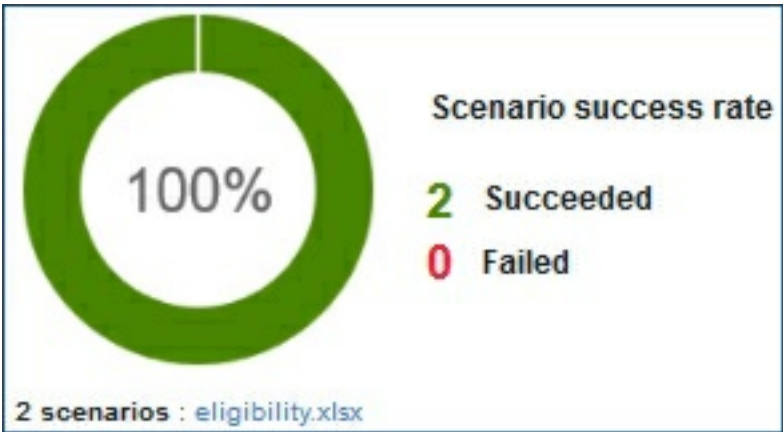 Scenario success rate
100%
2 Succeeded
0 Failed
2 scenarios : eligibility.xlsx